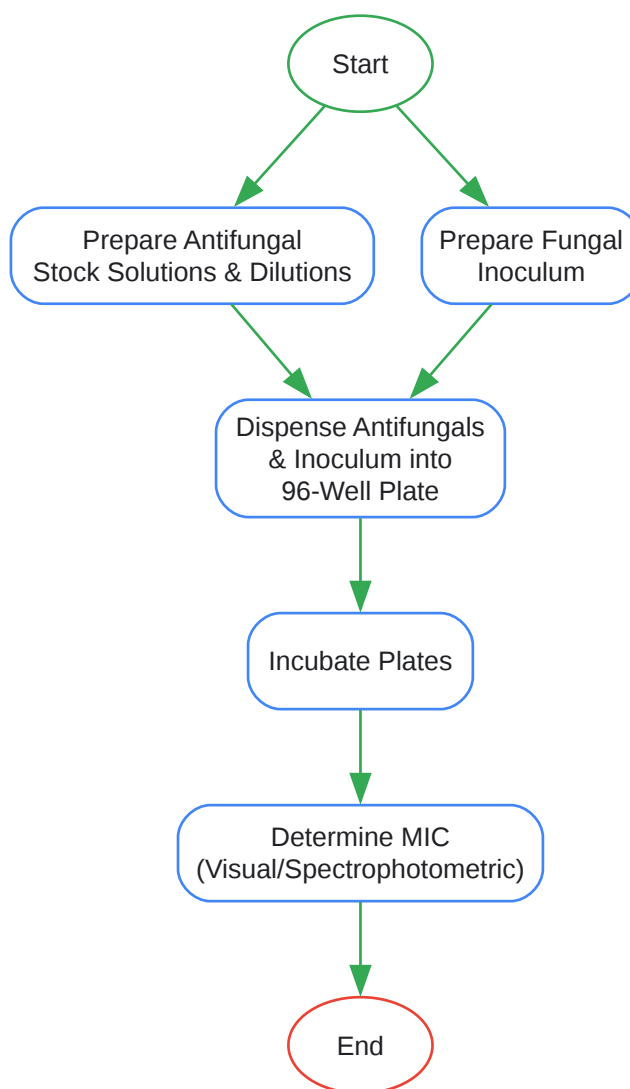 Start
Prepare Antifungal
Stock Solutions & Dilutions
Prepare Fungal
Inoculum
Dispense Antifungals
& Inoculum into
96-Well Plate
Incubate Plates
Determine MIC
(Visual/Spectrophotometric)
End